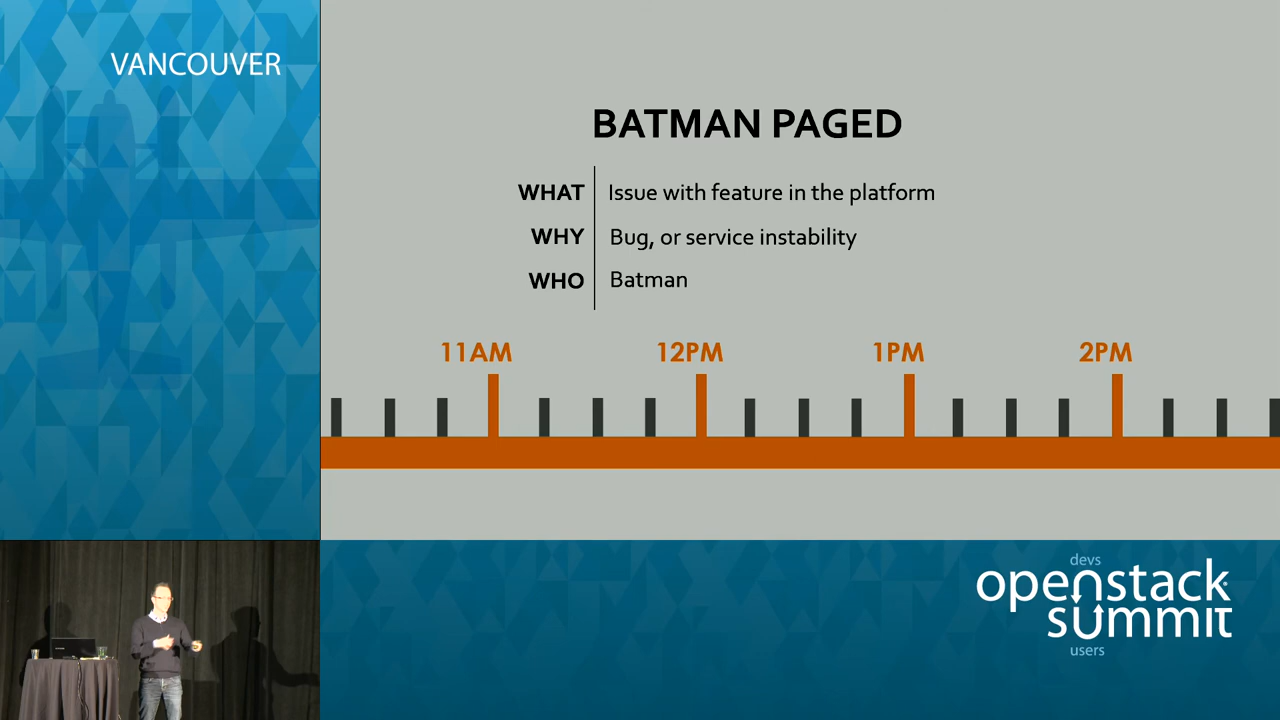 VANCOUVER
BATMAN PAGED
WHAT Issue with feature in the platform
WHY Bug, or service instability
WHO Batman
11AM 12PM 1PM 2PM
devs
openstack
summit
users